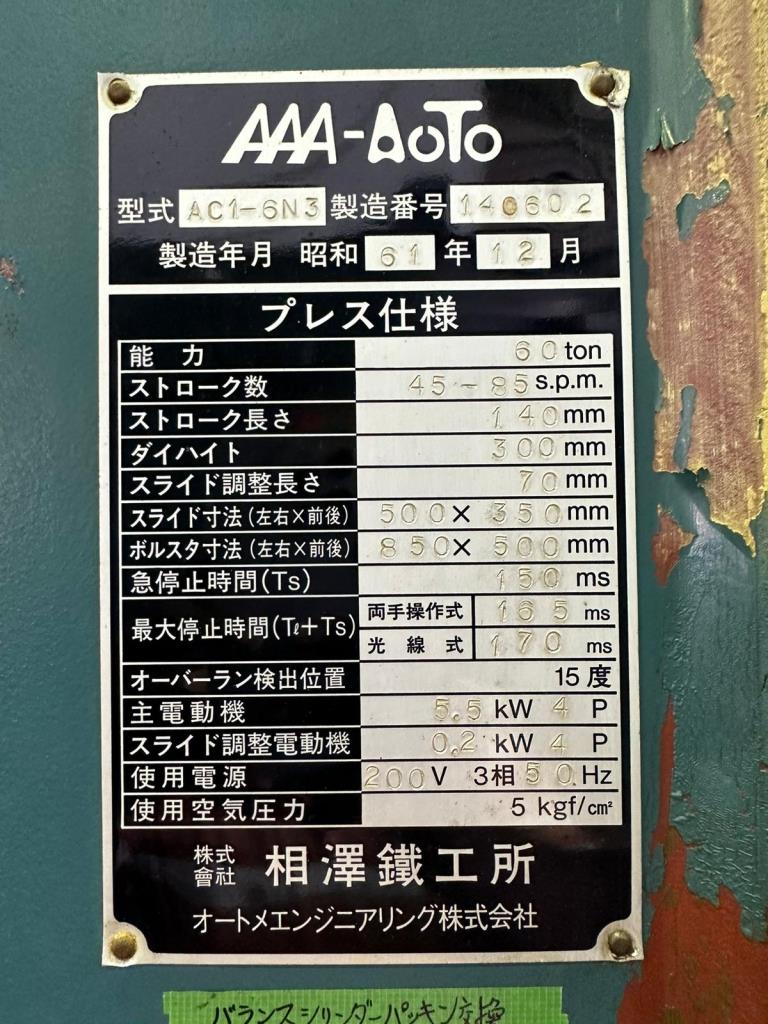 AAA-AUTO
型式 AC1-6N3 製造番号 140602
製造年月 昭和 61 年 12 月
プレス仕様
能力 60 ton
ストローク数 45-85 s.p.m.
ストローク長さ 140 mm
ダイハイト 300 mm
スライド調整長さ 70 mm
スライド寸法(左右×前後) 500 × 350 mm
ボルスタ寸法(左右×前後) 850 × 500 mm
急停止時間(Ts) 150 ms
最大停止時間(Tℓ+Ts) 両手操作式 165 ms
光線式 170 ms
オーバーラン検出位置 15度
主電動機 5.5 kW 4 P
スライド調整電動機 0.2 kW 4 P
使用電源 200V 3相 50 Hz
使用空気圧力 5 kgf/cm²
株式會社 相澤鐵工所
オートメエンジニアリング株式会社
バランスシリンダーパッキン交換